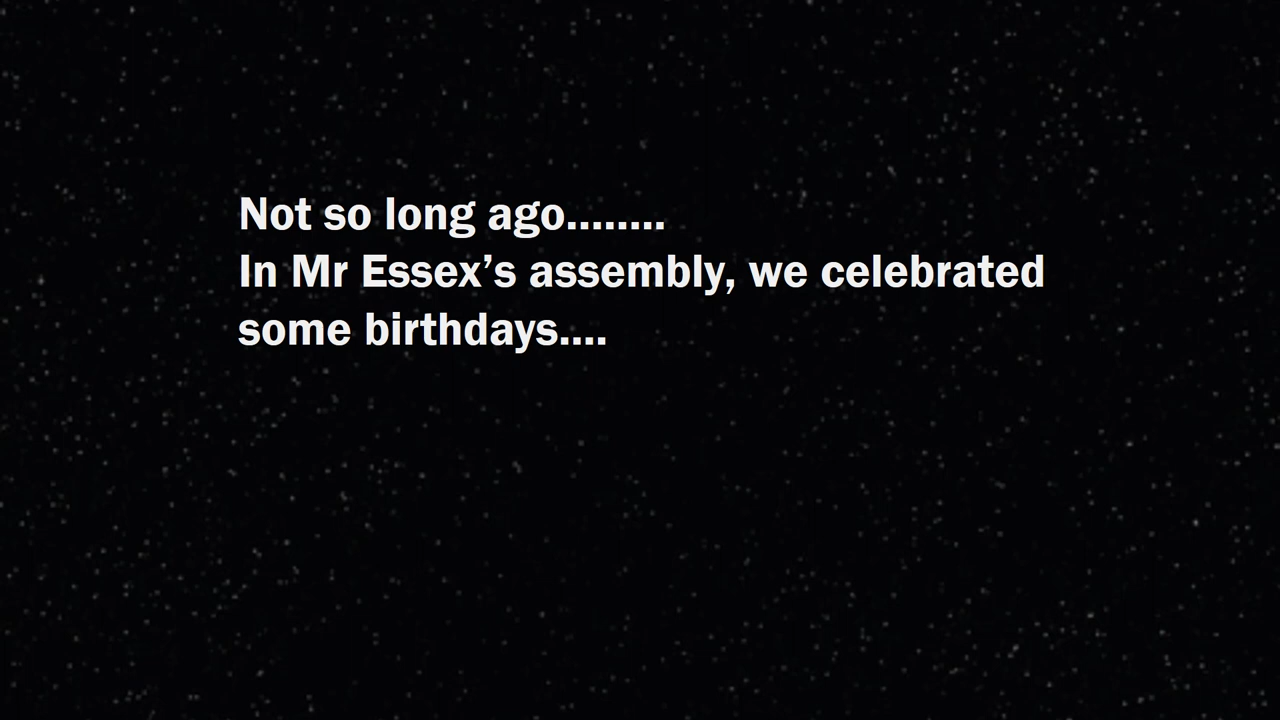 Not so long ago........
In Mr Essex’s assembly, we celebrated
some birthdays....